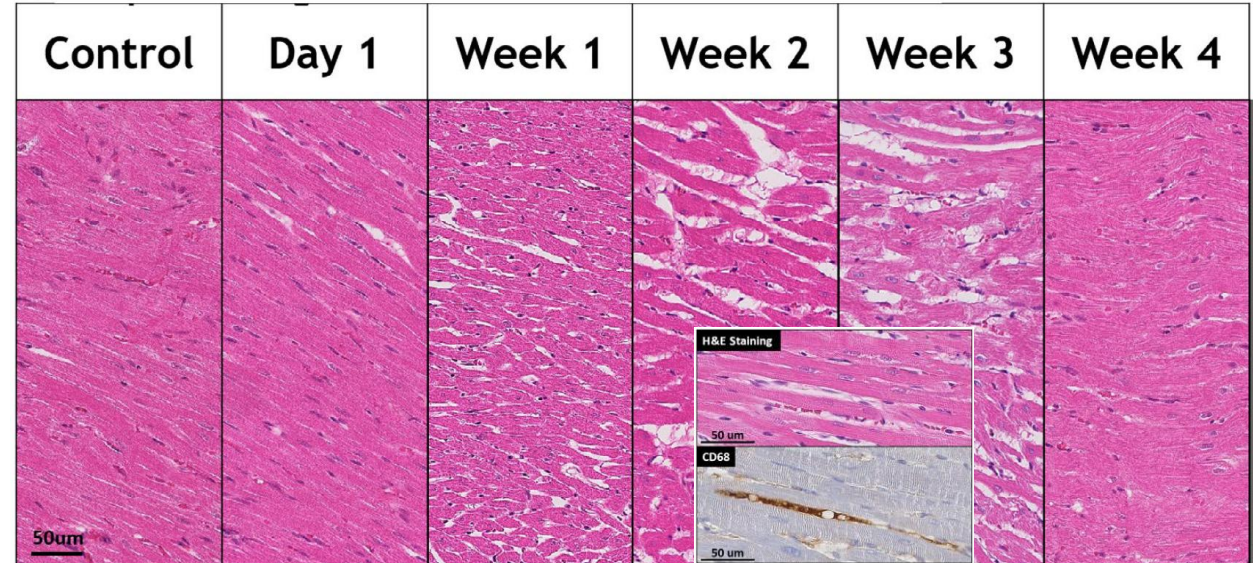 Control
Day 1
Week 1
Week 2
Week 3
Week 4
H&E Staining
50 um
CD68
50 um
50um